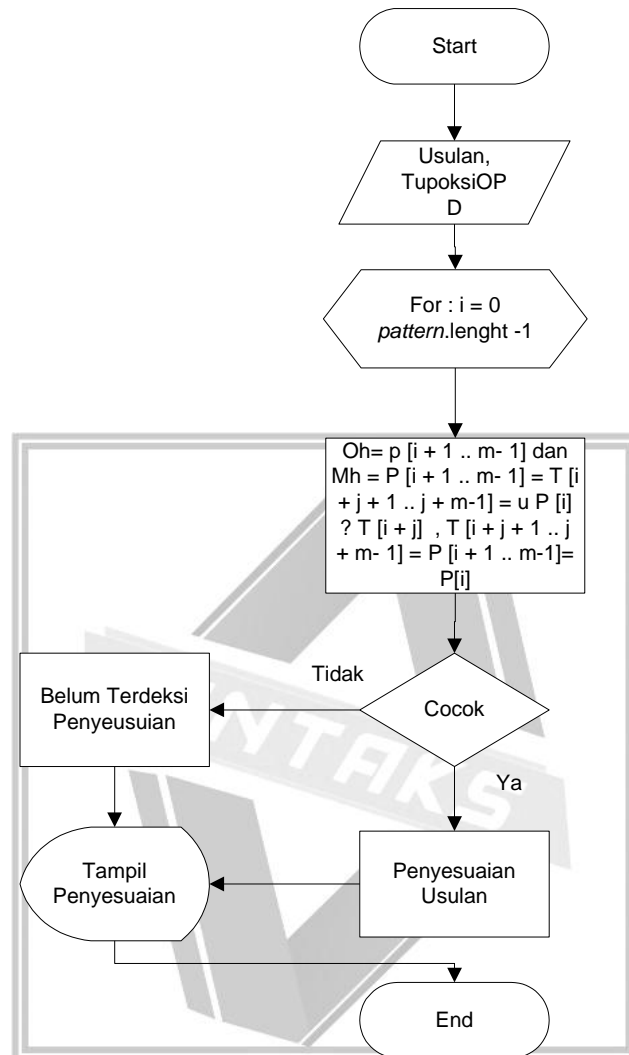 Start
Usulan,
TupoksiOP
D
For : i = 0
pattern.lenght -1
Oh= p [i + 1 .. m- 1] dan
Mh = P [i + 1 .. m- 1] = T [i
+ j + 1 .. j + m-1] = u P [i]
? T [i + j]  , T [i + j + 1 .. j
+ m- 1] = P [i + 1 .. m-1]=
P[i]
Tidak
Belum Terdeksi
Penyeusuian
Cocok
Ya
NTAKS
Tampil
Penyesuaian
Penyesuaian
Usulan
End